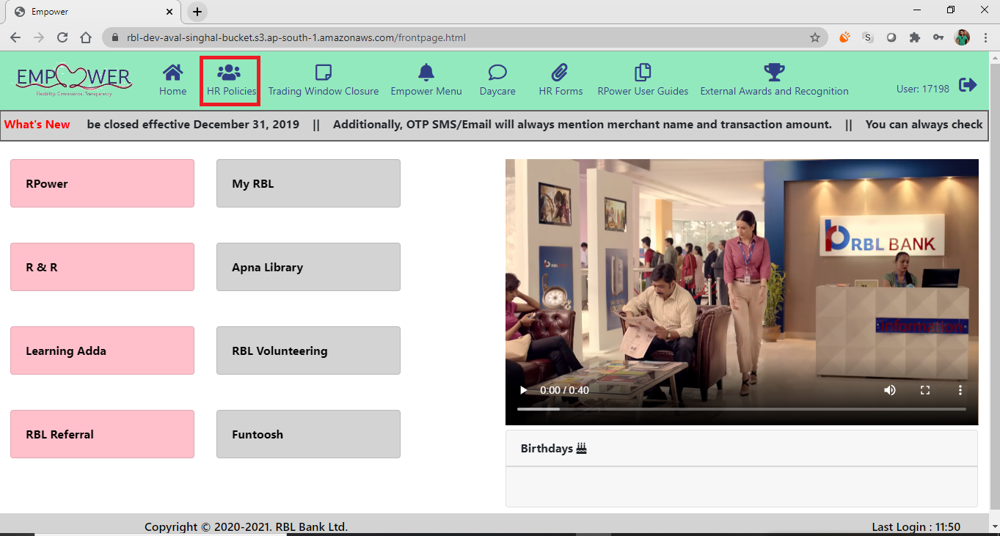 Empower
rbl-dev-aval-singhal-bucket.s3.ap-south-1.amazonaws.com/frontpage.html
EMPOWER
Flexibility. Convenience. Transparency.
Home
HR Policies
Trading Window Closure
Empower Menu
Daycare
HR Forms
RPower User Guides
External Awards and Recognition
User: 17198
What's New be closed effective December 31, 2019 || Additionally, OTP SMS/Email will always mention merchant name and transaction amount. || You can always check
RPower
My RBL
R & R
Apna Library
Learning Adda
RBL Volunteering
RBL Referral
Funtoosh
RBL BANK
RBL BANK
information
0:00 / 0:40
Birthdays
Copyright © 2020-2021. RBL Bank Ltd.
Last Login : 11:50